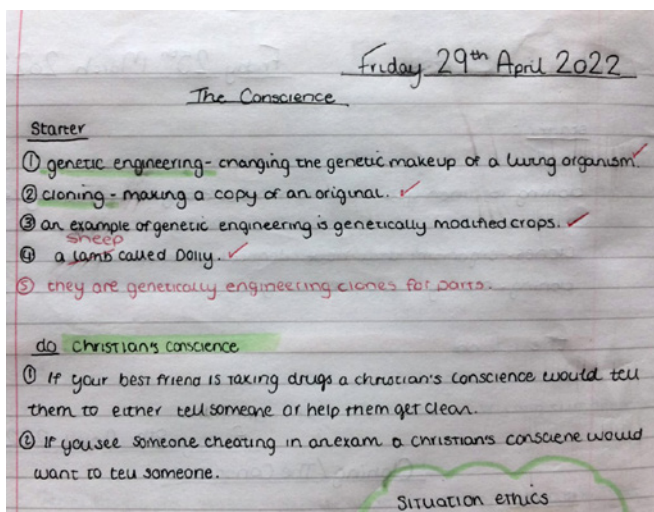 Friday 29th April 2022
The Conscience
Starter
① genetic engineering - changing the genetic makeup of a living organism.
② cloning - making a copy of an original.
③ an example of genetic engineering is genetically modified crops.
sheep
④ a lamb called Dolly.
⑤ they are genetically engineering clones for parts.
do christian's conscience
① If your best friend is taking drugs a christian's conscience would tell
them to either tell someone or help them get clean.
② If you see someone cheating in an exam a christian's consciene would
want to tell someone.
Situation ethics